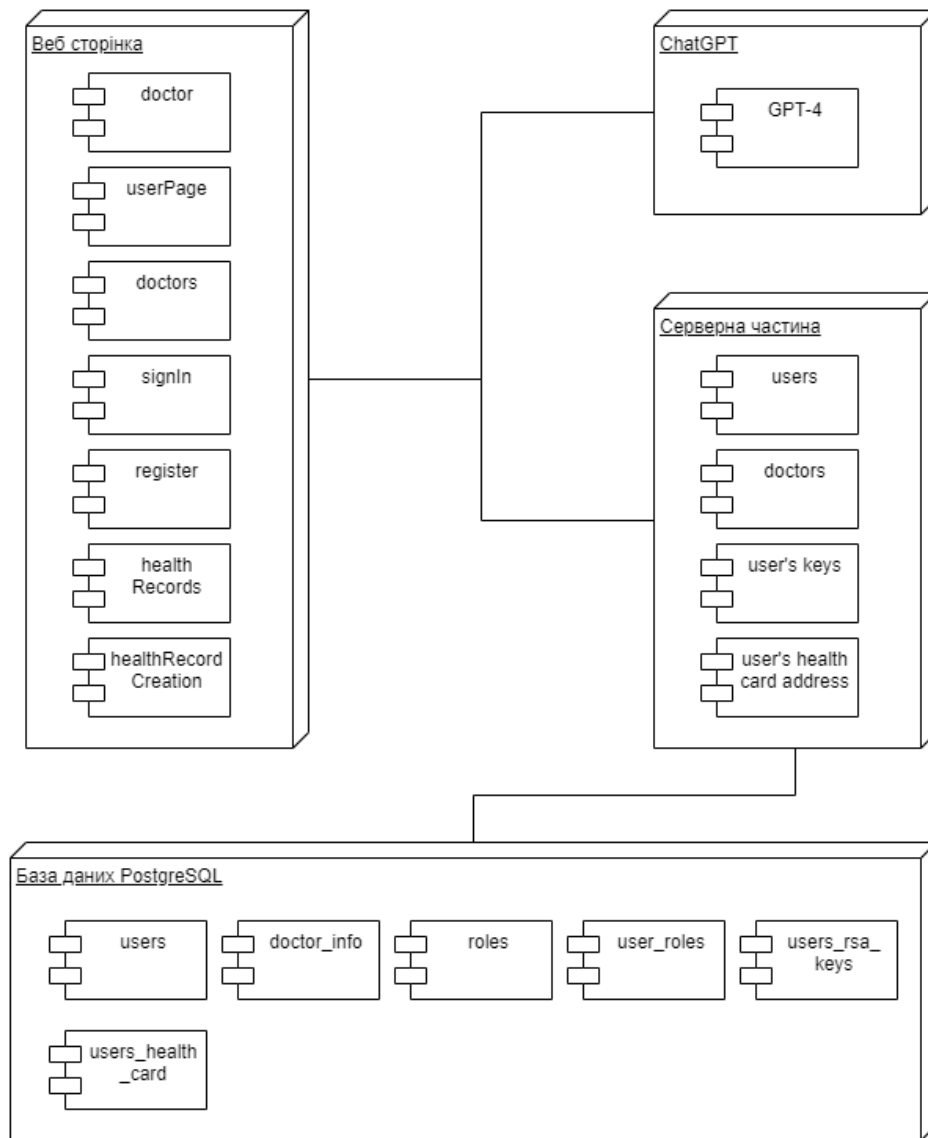 Веб сторінка
doctor
userPage
doctors
signIn
register
health
Records
healthRecord
Creation
ChatGPT
GPT-4
Серверна частина
users
doctors
user's keys
user's health
card address
База даних PostgreSQL
users
doctor_info
roles
user_roles
users_rsa_
keys
users_health
_card